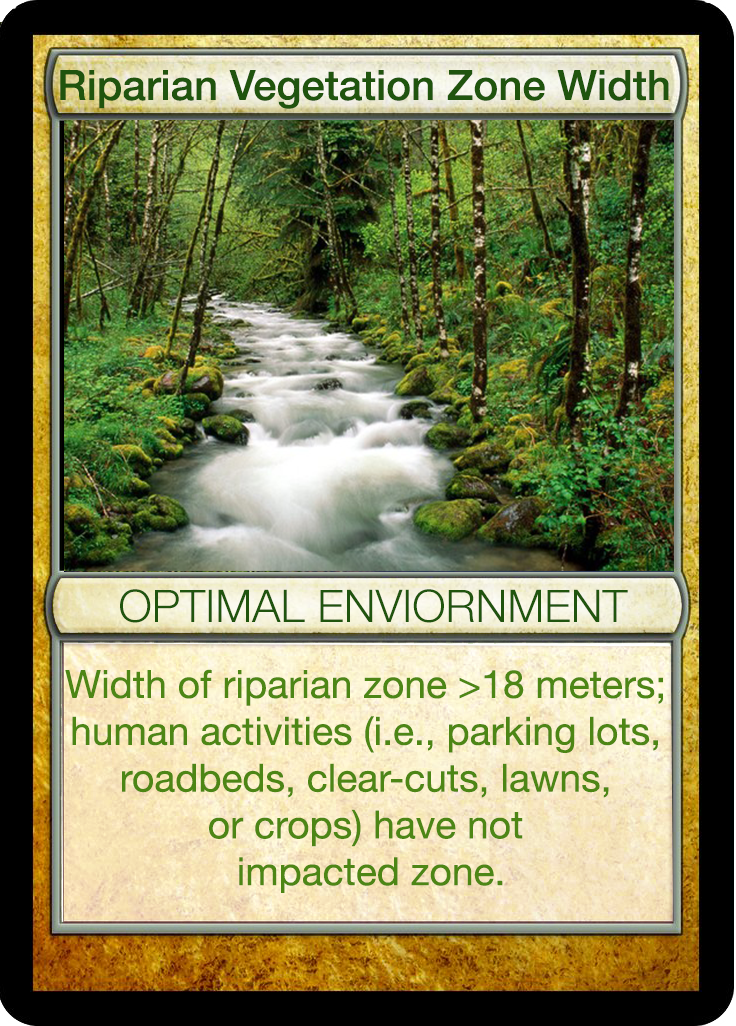 Riparian Vegetation Zone Width
OPTIMAL ENVIORNMENT
Width of riparian zone >18 meters;
human activities (i.e., parking lots,
roadbeds, clear-cuts, lawns,
or crops) have not
impacted zone.